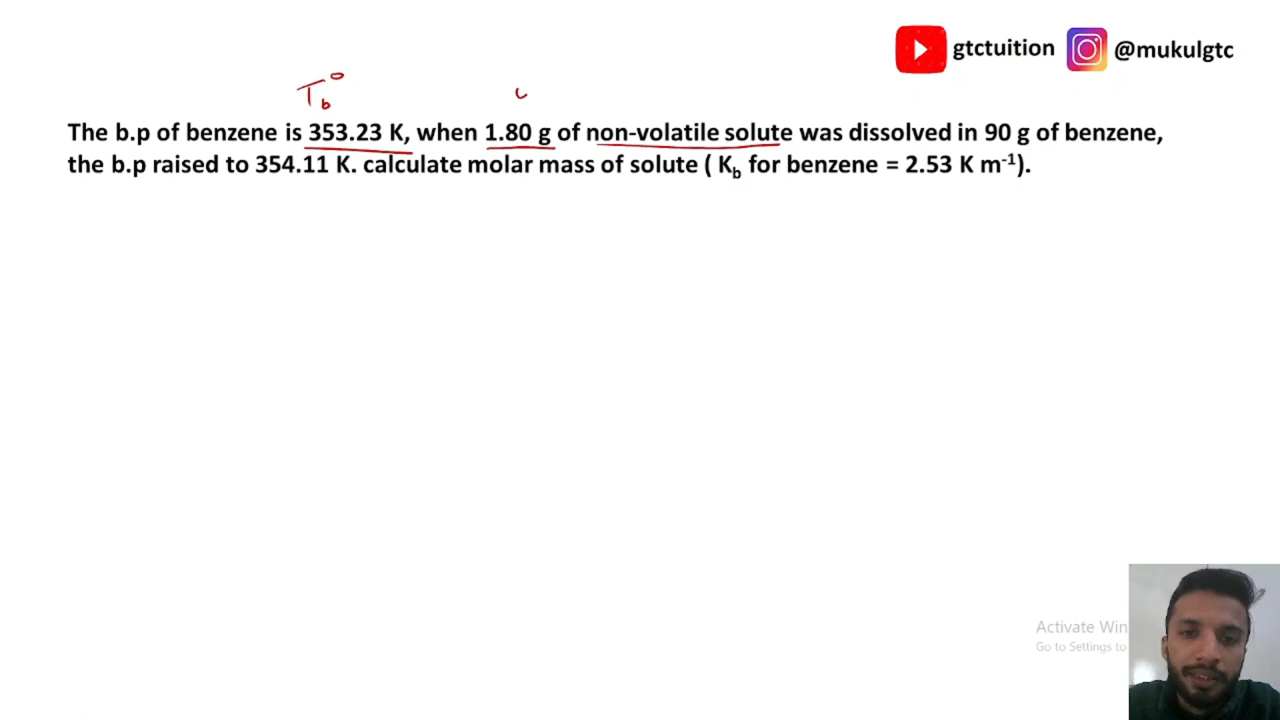 gtctuition @mukulgtc
T_b^o
The b.p of benzene is 353.23 K, when 1.80 g of non-volatile solute was dissolved in 90 g of benzene,
the b.p raised to 354.11 K. calculate molar mass of solute ( K_b for benzene = 2.53 K m⁻¹).
Activate Win
Go to Settings to